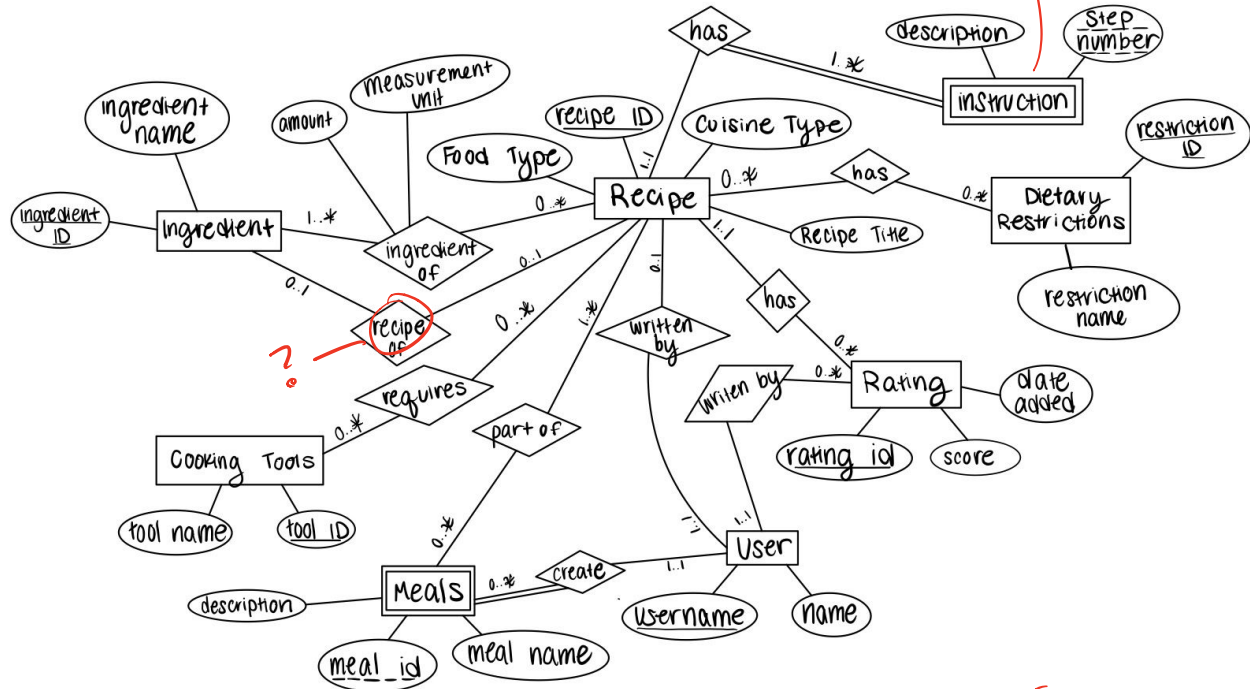 has
description
step
number
1..*
instruction
measurement
unit
ingredient
name
amount
recipe ID
Cuisine Type
restriction
ID
Food Type
1..1
has
0..*
Recipe
0..*
Dietary
Restrictions
ingredient
ID
Ingredient
1..*
0..*
ingredient
of
1..1
Recipe Title
0..1
0..1
0..1
has
restriction
name
recipe
of
?
0..*
1..*
written
by
0..*
requires
writen by
0..*
Rating
date
added
0..*
part of
Cooking Tools
rating id
score
tool name
tool ID
0..*
1..1
1..1
User
create
0..*
1..1
Meals
description
username
name
meal id
meal name